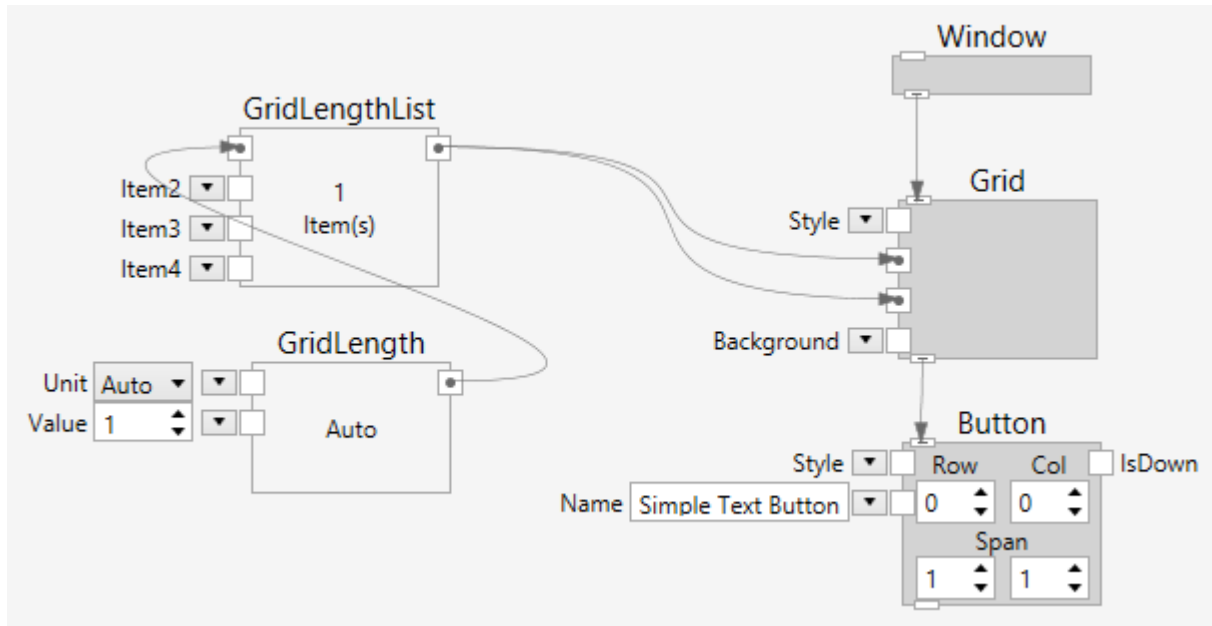 Window
GridLengthList
Item2
1
Item3
Item(s)
Item4
Grid
Style
Background
GridLength
Unit Auto
Value 1
Auto
Button
Style
Row Col
IsDown
Name Simple Text Button
0 0
Span
1 1